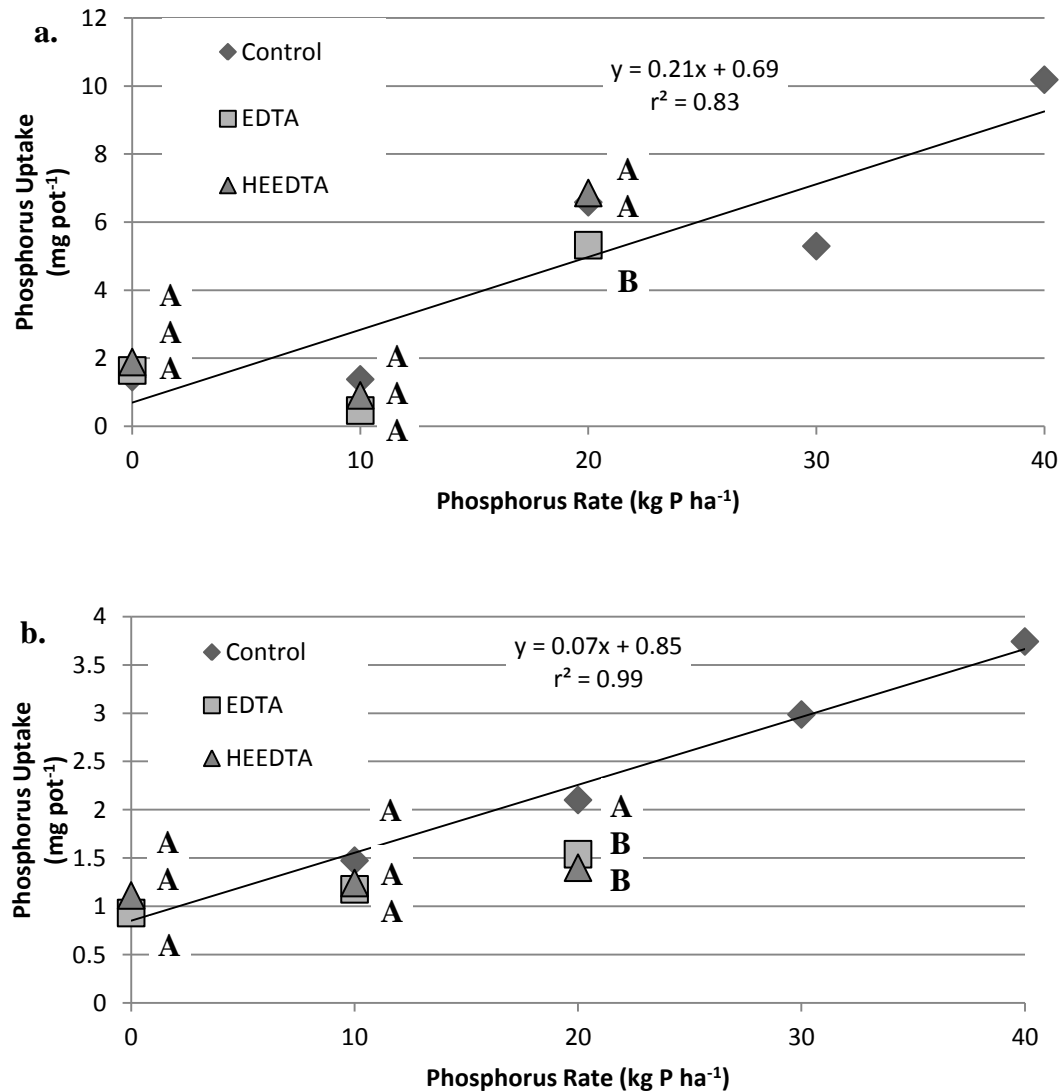 a.
Control
EDTA
HEEDTA
y = 0.21x + 0.69
r² = 0.83
12
10
8
6
4
2
0
A
A
A
A
A
A
A
A
B
0
10
20
30
40
Phosphorus Uptake
(mg pot⁻¹)
Phosphorus Rate (kg P ha⁻¹)
b.
Control
EDTA
HEEDTA
y = 0.07x + 0.85
r² = 0.99
4
3.5
3
2.5
2
1.5
1
0.5
0
A
A
A
A
A
A
A
B
B
0
10
20
30
40
Phosphorus Uptake
(mg pot⁻¹)
Phosphorus Rate (kg P ha⁻¹)